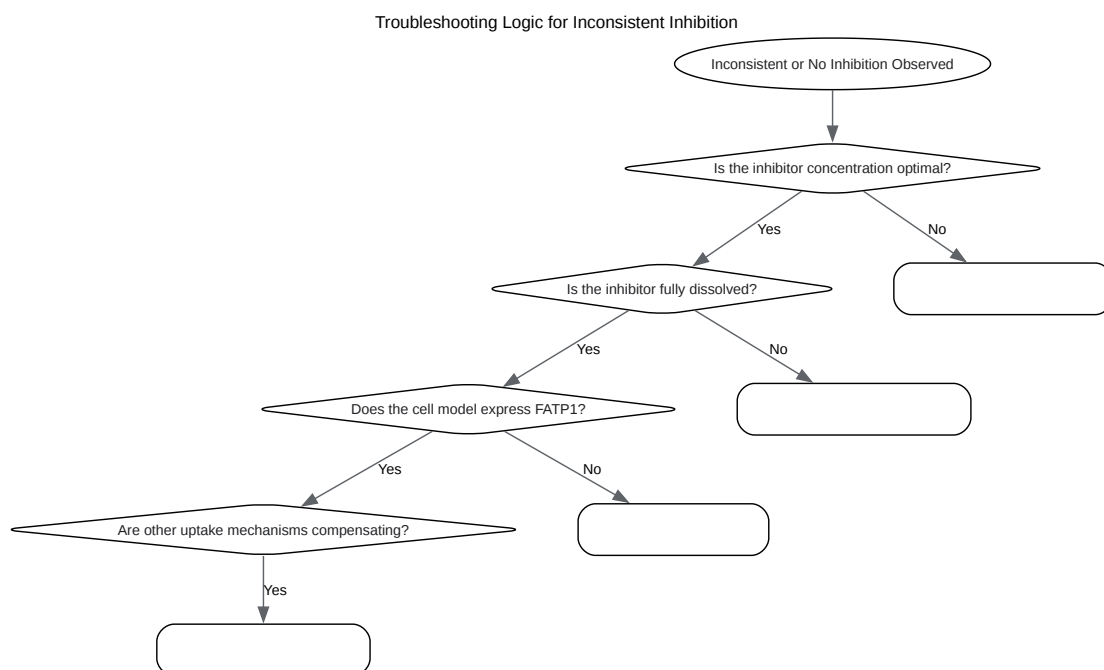 Troubleshooting Logic for Inconsistent Inhibition
Inconsistent or No Inhibition Observed
Is the inhibitor concentration optimal?
Yes
No
Is the inhibitor fully dissolved?
Yes
No
Does the cell model express FATP1?
Yes
No
Are other uptake mechanisms compensating?
Yes